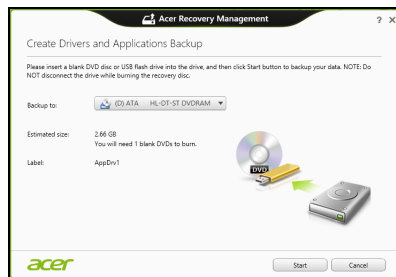 Acer Recovery Management
? X
Create Drivers and Applications Backup
Please insert a blank DVD disc or USB flash drive into the drive, and then click Start button to backup your data. NOTE: Do
NOT disconnect the drive while burning the recovery disc.
Backup to: (D) ATA HL-DT-ST DVDRAM
Estimated size: 2.66 GB
You will need 1 blank DVDs to burn.
Label: AppDrv1
DVD
acer Start Cancel